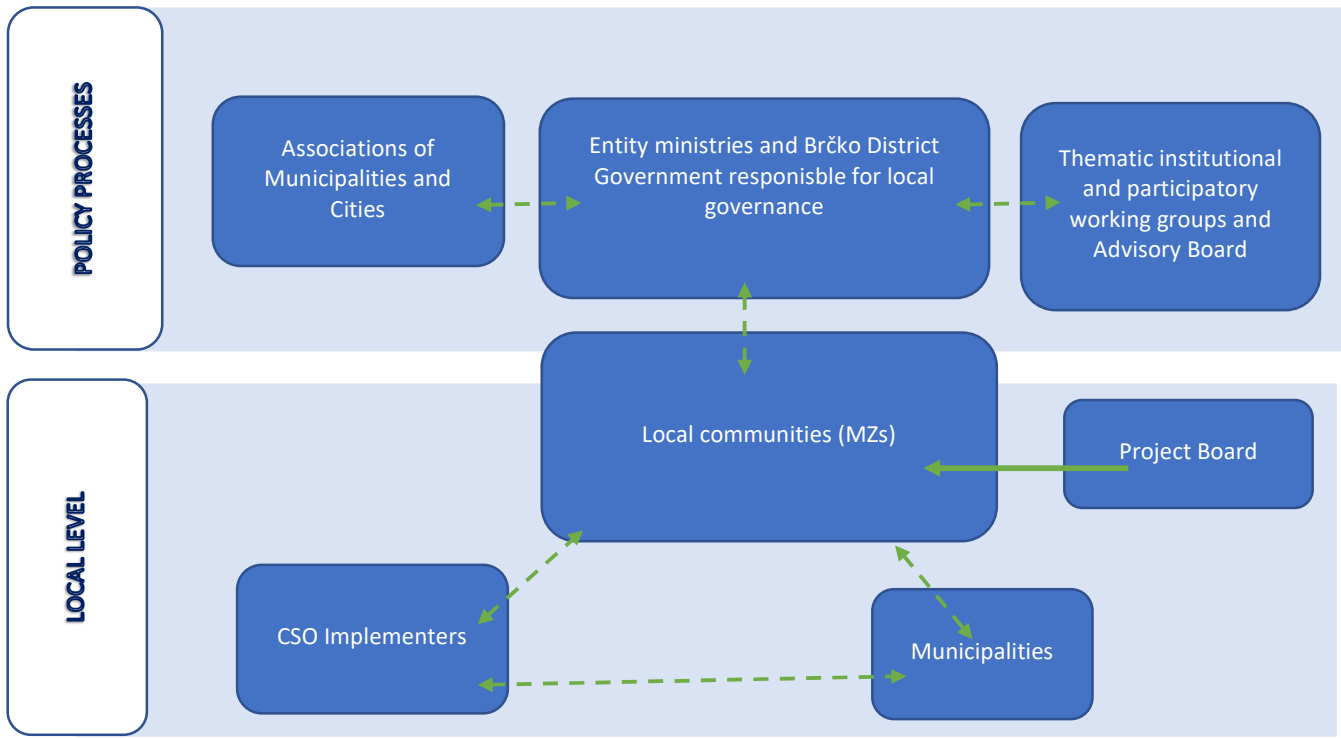 POLICY PROCESSES
Associations of
Municipalities and
Cities
Entity ministries and Brčko District
Government responisble for local
governance
Thematic institutional
and participatory
working groups and
Advisory Board
LOCAL LEVEL
Local communities (MZs)
Project Board
CSO Implementers
Municipalities